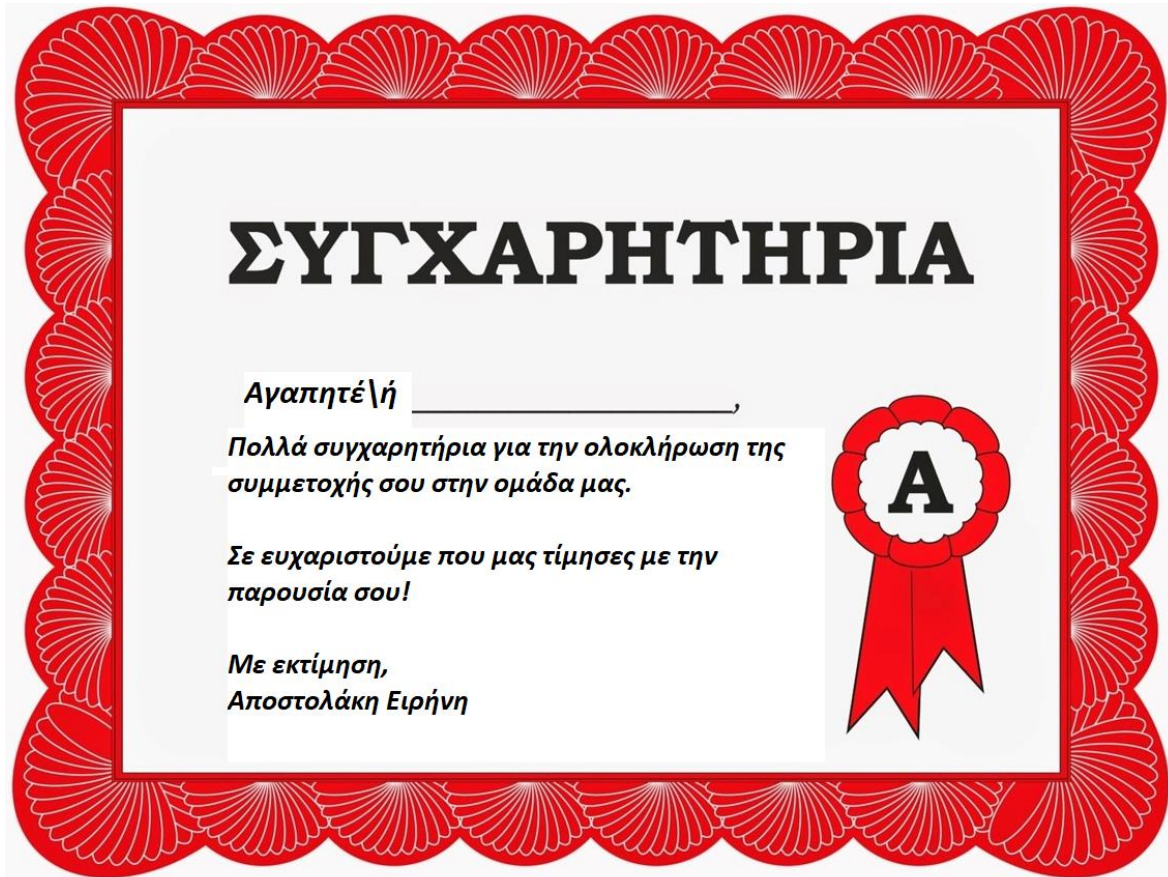 ΣΥΓΧΑΡΗΤΗΡΙΑ
Αγαπητέ\ή ______________________,
Πολλά συγχαρητήρια για την ολοκλήρωση της
συμμετοχής σου στην ομάδα μας.
Σε ευχαριστούμε που μας τίμησες με την
παρουσία σου!
Με εκτίμηση,
Αποστολάκη Ειρήνη
A